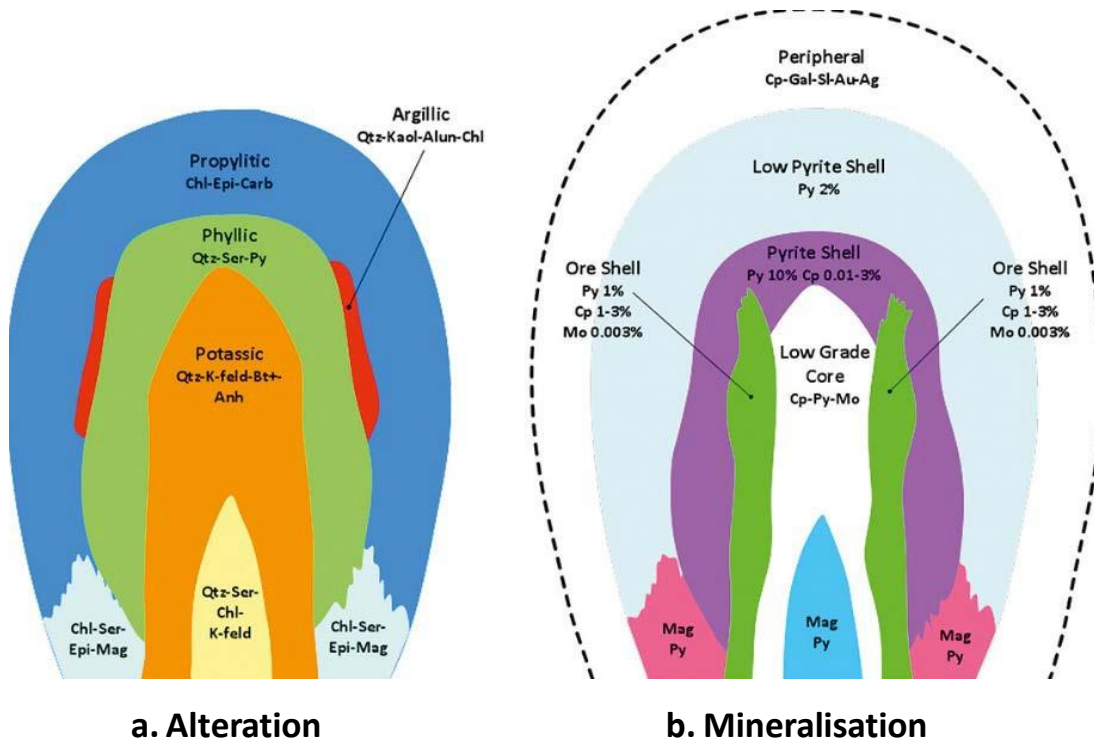 Argillic
Qtz-Kaol-Alun-Chl
Propylitic
Chl-Epi-Carb
Phyllic
Qtz-Ser-Py
Potassic
Qtz-K-feld-Bt+-
Anh
Qtz-Ser-
Chl-
K-feld
Chl-Ser-
Epi-Mag
Chl-Ser-
Epi-Mag
a. Alteration
Peripheral
Cp-Gal-Sl-Au-Ag
Low Pyrite Shell
Py 2%
Pyrite Shell
Py 10% Cp 0.01-3%
Ore Shell
Py 1%
Cp 1-3%
Mo 0.003%
Ore Shell
Py 1%
Cp 1-3%
Mo 0.003%
Low Grade
Core
Cp-Py-Mo
Mag
Py
Mag
Py
Mag
Py
b. Mineralisation